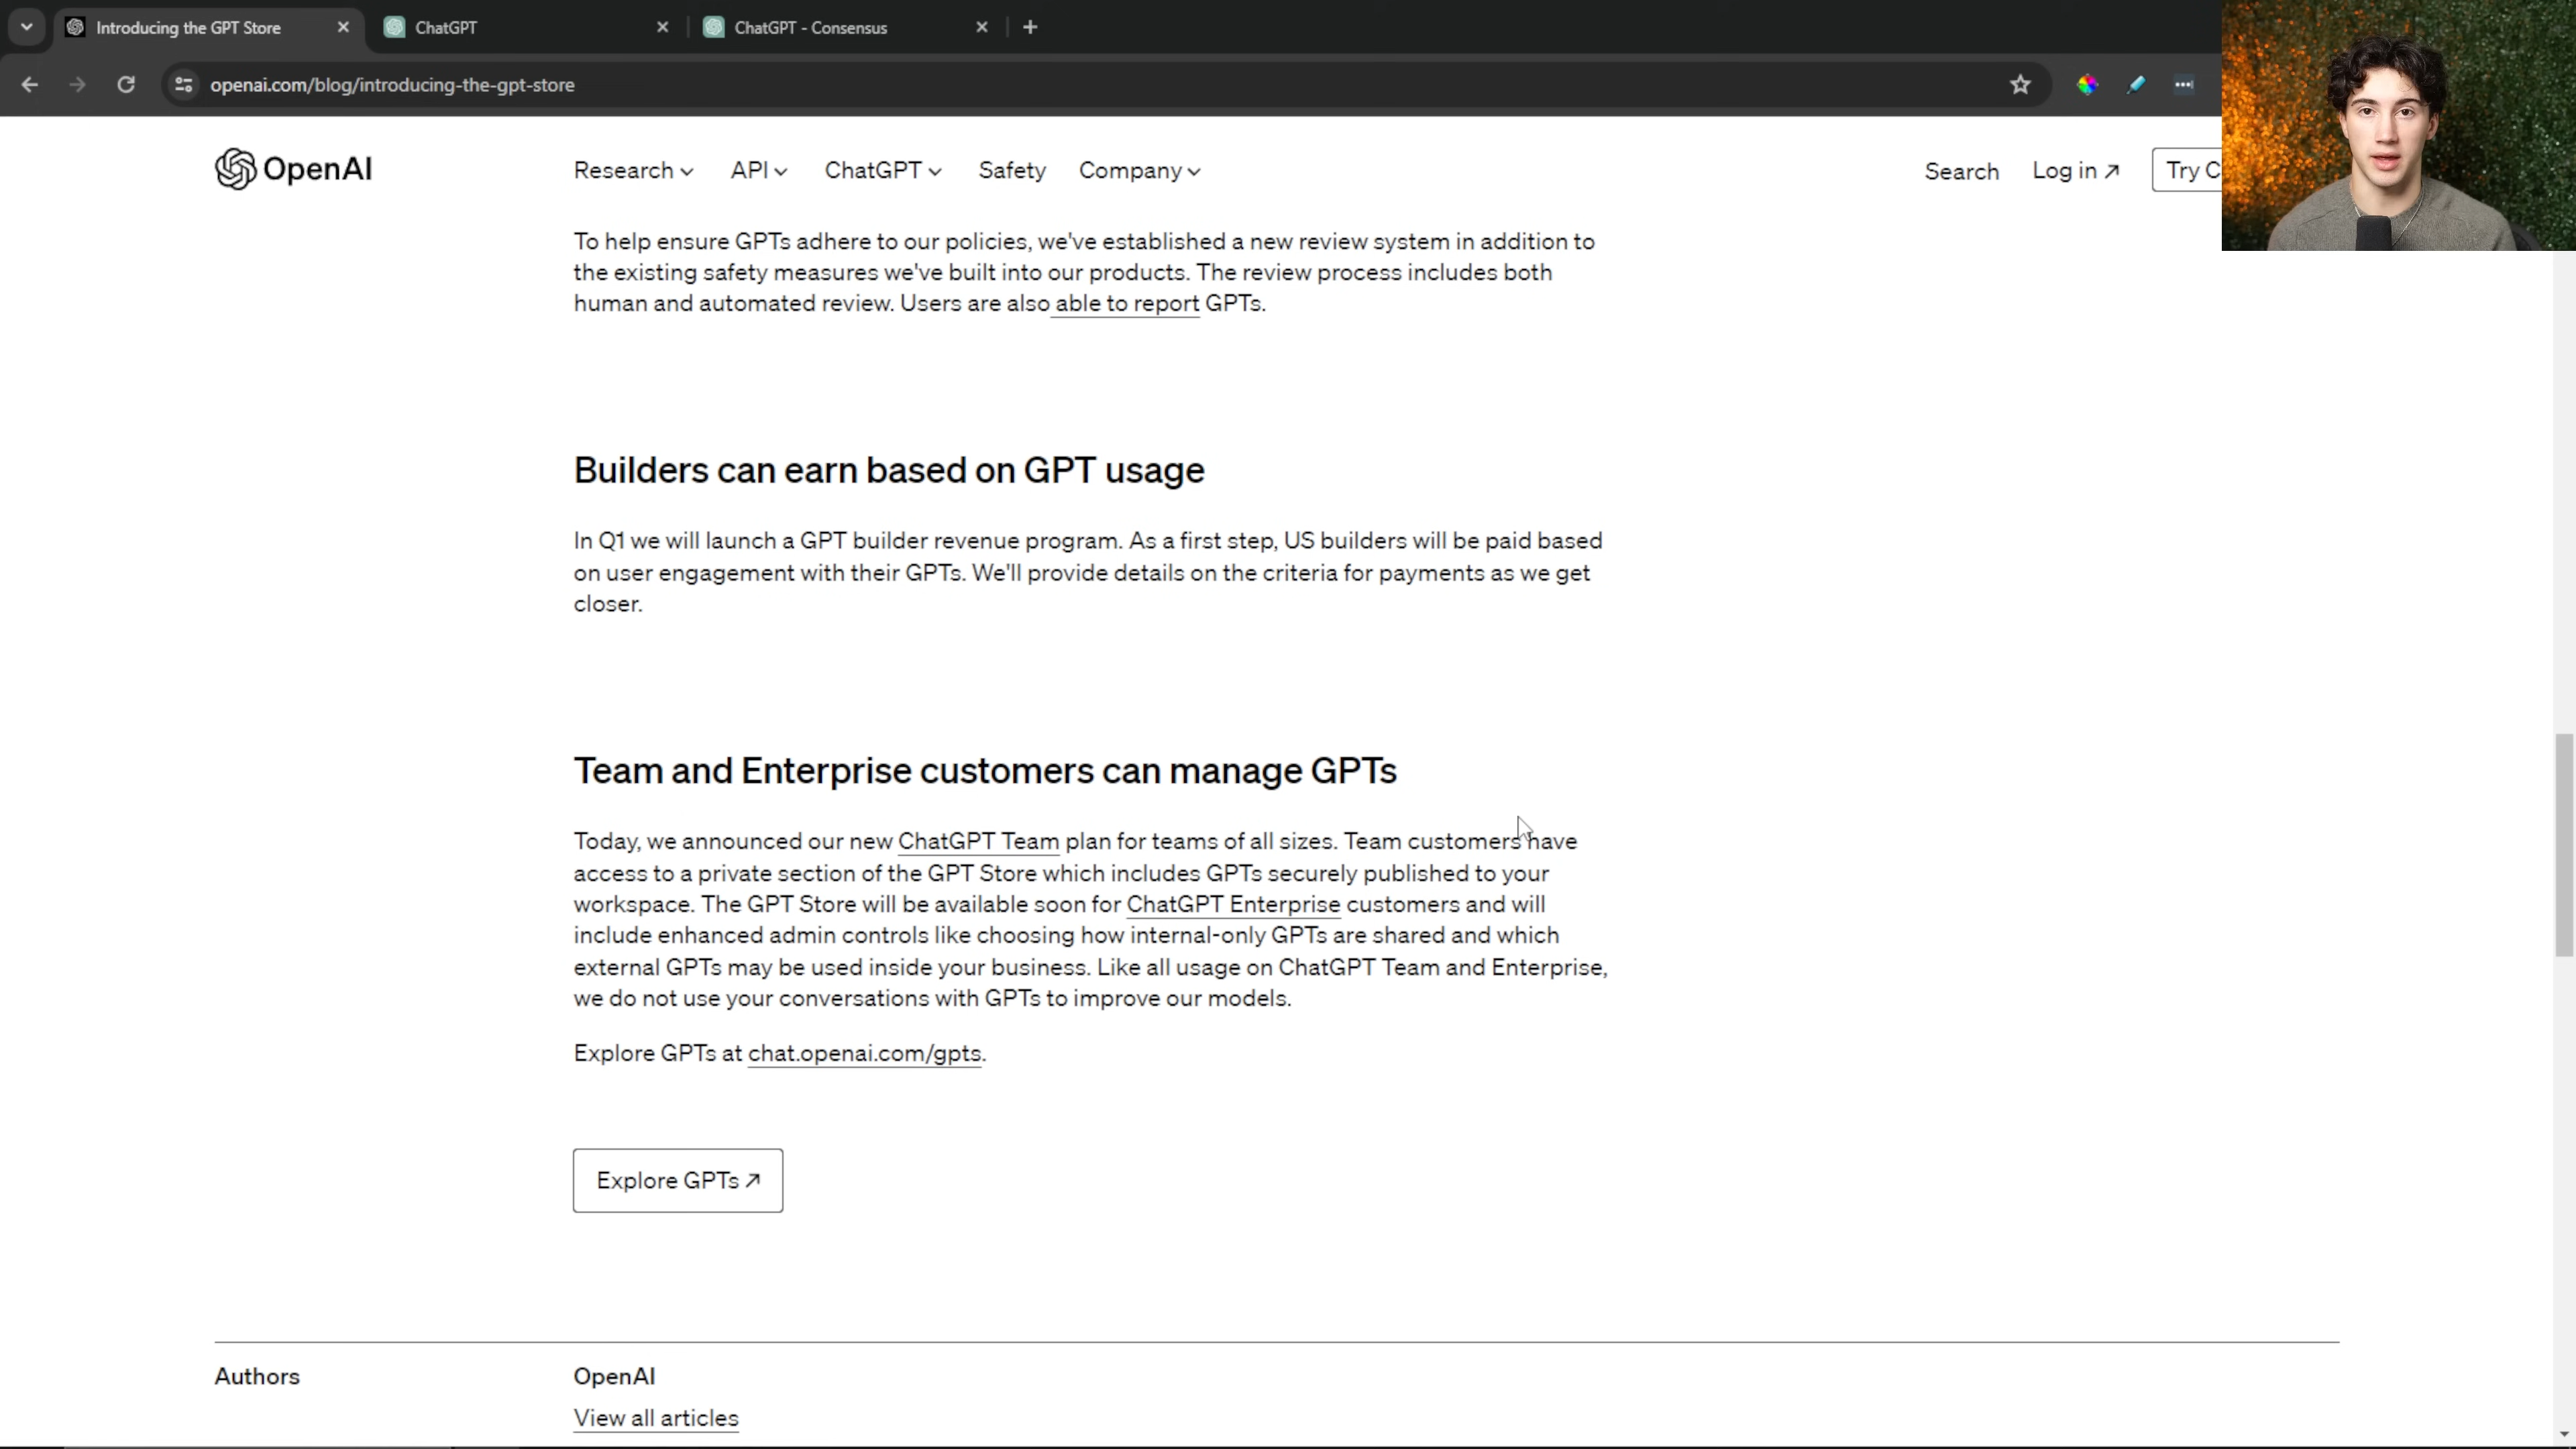 Introducing the GPT Store
ChatGPT
ChatGPT - Consensus
openai.com/blog/introducing-the-gpt-store
OpenAI
Research
API
ChatGPT
Safety
Company
Search
Log in ↗
Try C
To help ensure GPTs adhere to our policies, we've established a new review system in addition to
the existing safety measures we've built into our products. The review process includes both
human and automated review. Users are also able to report GPTs.
Builders can earn based on GPT usage
In Q1 we will launch a GPT builder revenue program. As a first step, US builders will be paid based
on user engagement with their GPTs. We'll provide details on the criteria for payments as we get
closer.
Team and Enterprise customers can manage GPTs
Today, we announced our new ChatGPT Team plan for teams of all sizes. Team customers have
access to a private section of the GPT Store which includes GPTs securely published to your
workspace. The GPT Store will be available soon for ChatGPT Enterprise customers and will
include enhanced admin controls like choosing how internal-only GPTs are shared and which
external GPTs may be used inside your business. Like all usage on ChatGPT Team and Enterprise,
we do not use your conversations with GPTs to improve our models.
Explore GPTs at chat.openai.com/gpts.
Explore GPTs ↗
Authors
OpenAI
View all articles